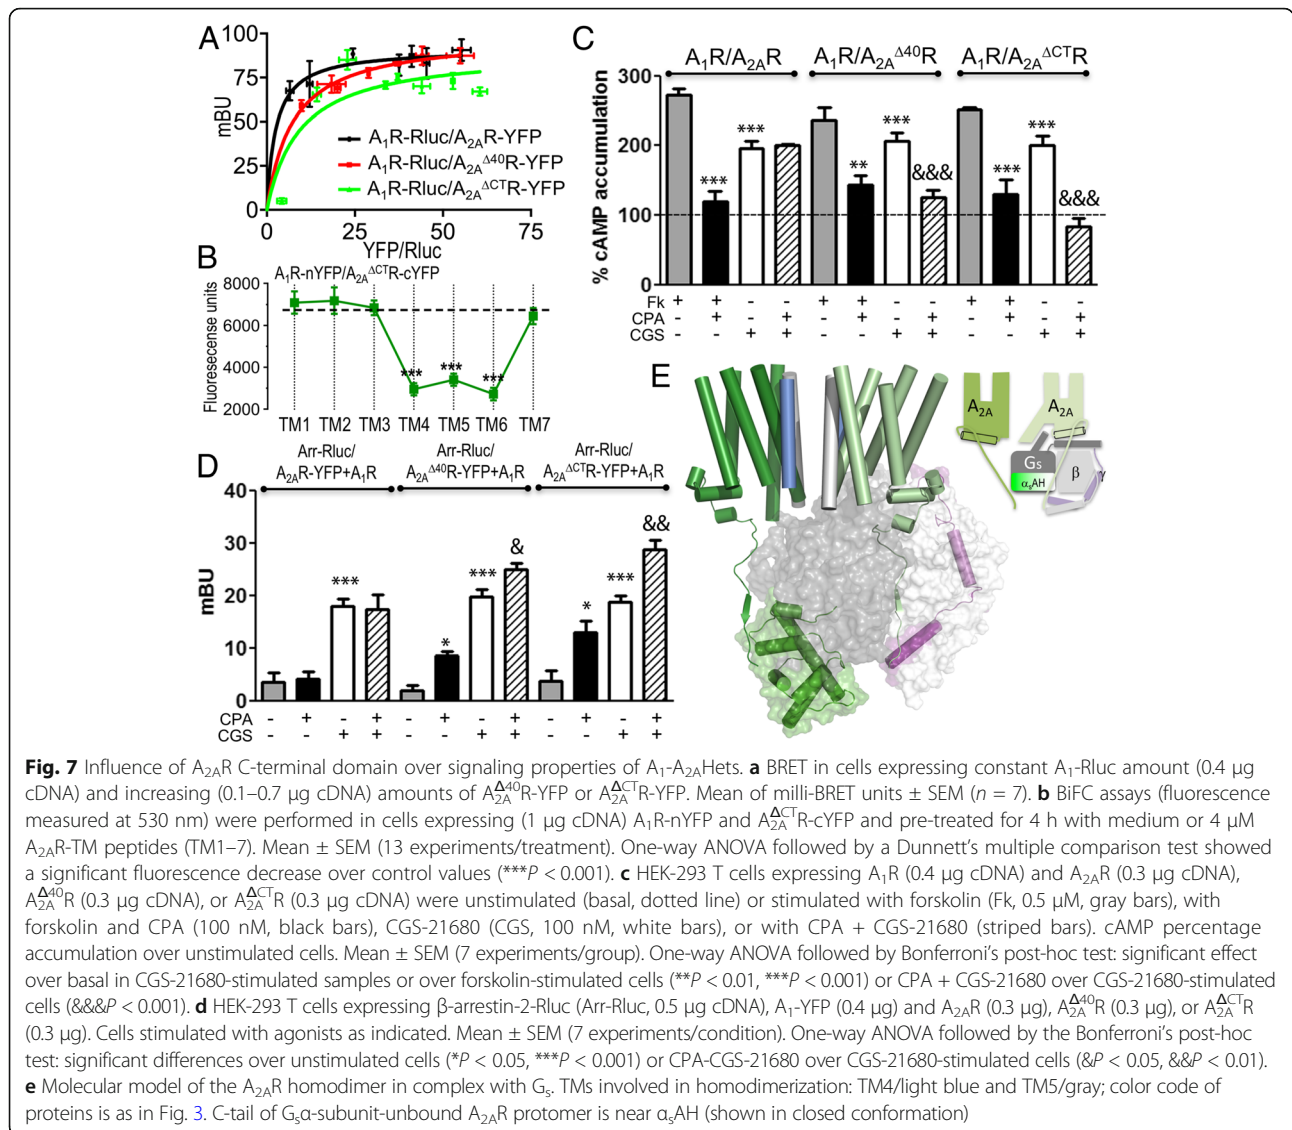 A
100
75
50
25
0
mBU
A1R-Rluc/A2AR-YFP
A1R-Rluc/A2AΔ40R-YFP
A1R-Rluc/A2AΔCTR-YFP
0 25 50 75
YFP/Rluc
B
A1R-nYFP/A2AΔCTR-cYFP
8000
6000
4000
2000
Fluoresecense units
*** *** ***
TM1 TM2 TM3 TM4 TM5 TM6 TM7
C
A1R/A2AR A1R/A2AΔ40R A1R/A2AΔCTR
300
200
100
0
% cAMP accumulation
*** *** ** *** &&& *** *** &&&
Fk + + - - + + - - + + - -
CPA - + - + - + - + - + - +
CGS - - + + - - + + - - + +
D
Arr-Rluc/ Arr-Rluc/ Arr-Rluc/
A2AR-YFP+A1R A2AΔ40R-YFP+A1R A2AΔCTR-YFP+A1R
40
30
20
10
0
mBU
*** * *** & * *** &&
CPA - + - + - + - + - + - +
CGS - - + + - - + + - - + +
E
A2A A2A
Gs
αsAH
β
γ
Fig. 7 Influence of A2AR C-terminal domain over signaling properties of A1-A2AHets. a BRET in cells expressing constant A1-Rluc amount (0.4 μg
cDNA) and increasing (0.1–0.7 μg cDNA) amounts of A2AΔ40R-YFP or A2AΔCTR-YFP. Mean of milli-BRET units ± SEM (n = 7). b BiFC assays (fluorescence
measured at 530 nm) were performed in cells expressing (1 μg cDNA) A1R-nYFP and A2AΔCTR-cYFP and pre-treated for 4 h with medium or 4 μM
A2AR-TM peptides (TM1–7). Mean ± SEM (13 experiments/treatment). One-way ANOVA followed by a Dunnett's multiple comparison test showed
a significant fluorescence decrease over control values (***P < 0.001). c HEK-293 T cells expressing A1R (0.4 μg cDNA) and A2AR (0.3 μg cDNA),
A2AΔ40R (0.3 μg cDNA), or A2AΔCTR (0.3 μg cDNA) were unstimulated (basal, dotted line) or stimulated with forskolin (Fk, 0.5 μM, gray bars), with
forskolin and CPA (100 nM, black bars), CGS-21680 (CGS, 100 nM, white bars), or with CPA + CGS-21680 (striped bars). cAMP percentage
accumulation over unstimulated cells. Mean ± SEM (7 experiments/group). One-way ANOVA followed by Bonferroni's post-hoc test: significant effect
over basal in CGS-21680-stimulated samples or over forskolin-stimulated cells (**P < 0.01, ***P < 0.001) or CPA + CGS-21680 over CGS-21680-stimulated
cells (&&&P < 0.001). d HEK-293 T cells expressing β-arrestin-2-Rluc (Arr-Rluc, 0.5 μg cDNA), A1-YFP (0.4 μg) and A2AR (0.3 μg), A2AΔ40R (0.3 μg), or A2AΔCTR
(0.3 μg). Cells stimulated with agonists as indicated. Mean ± SEM (7 experiments/condition). One-way ANOVA followed by the Bonferroni's post-hoc
test: significant differences over unstimulated cells (*P < 0.05, ***P < 0.001) or CPA-CGS-21680 over CGS-21680-stimulated cells (&P < 0.05, &&P < 0.01).
e Molecular model of the A2AR homodimer in complex with Gs. TMs involved in homodimerization: TM4/light blue and TM5/gray; color code of
proteins is as in Fig. 3. C-tail of Gsα-subunit-unbound A2AR protomer is near αsAH (shown in closed conformation)